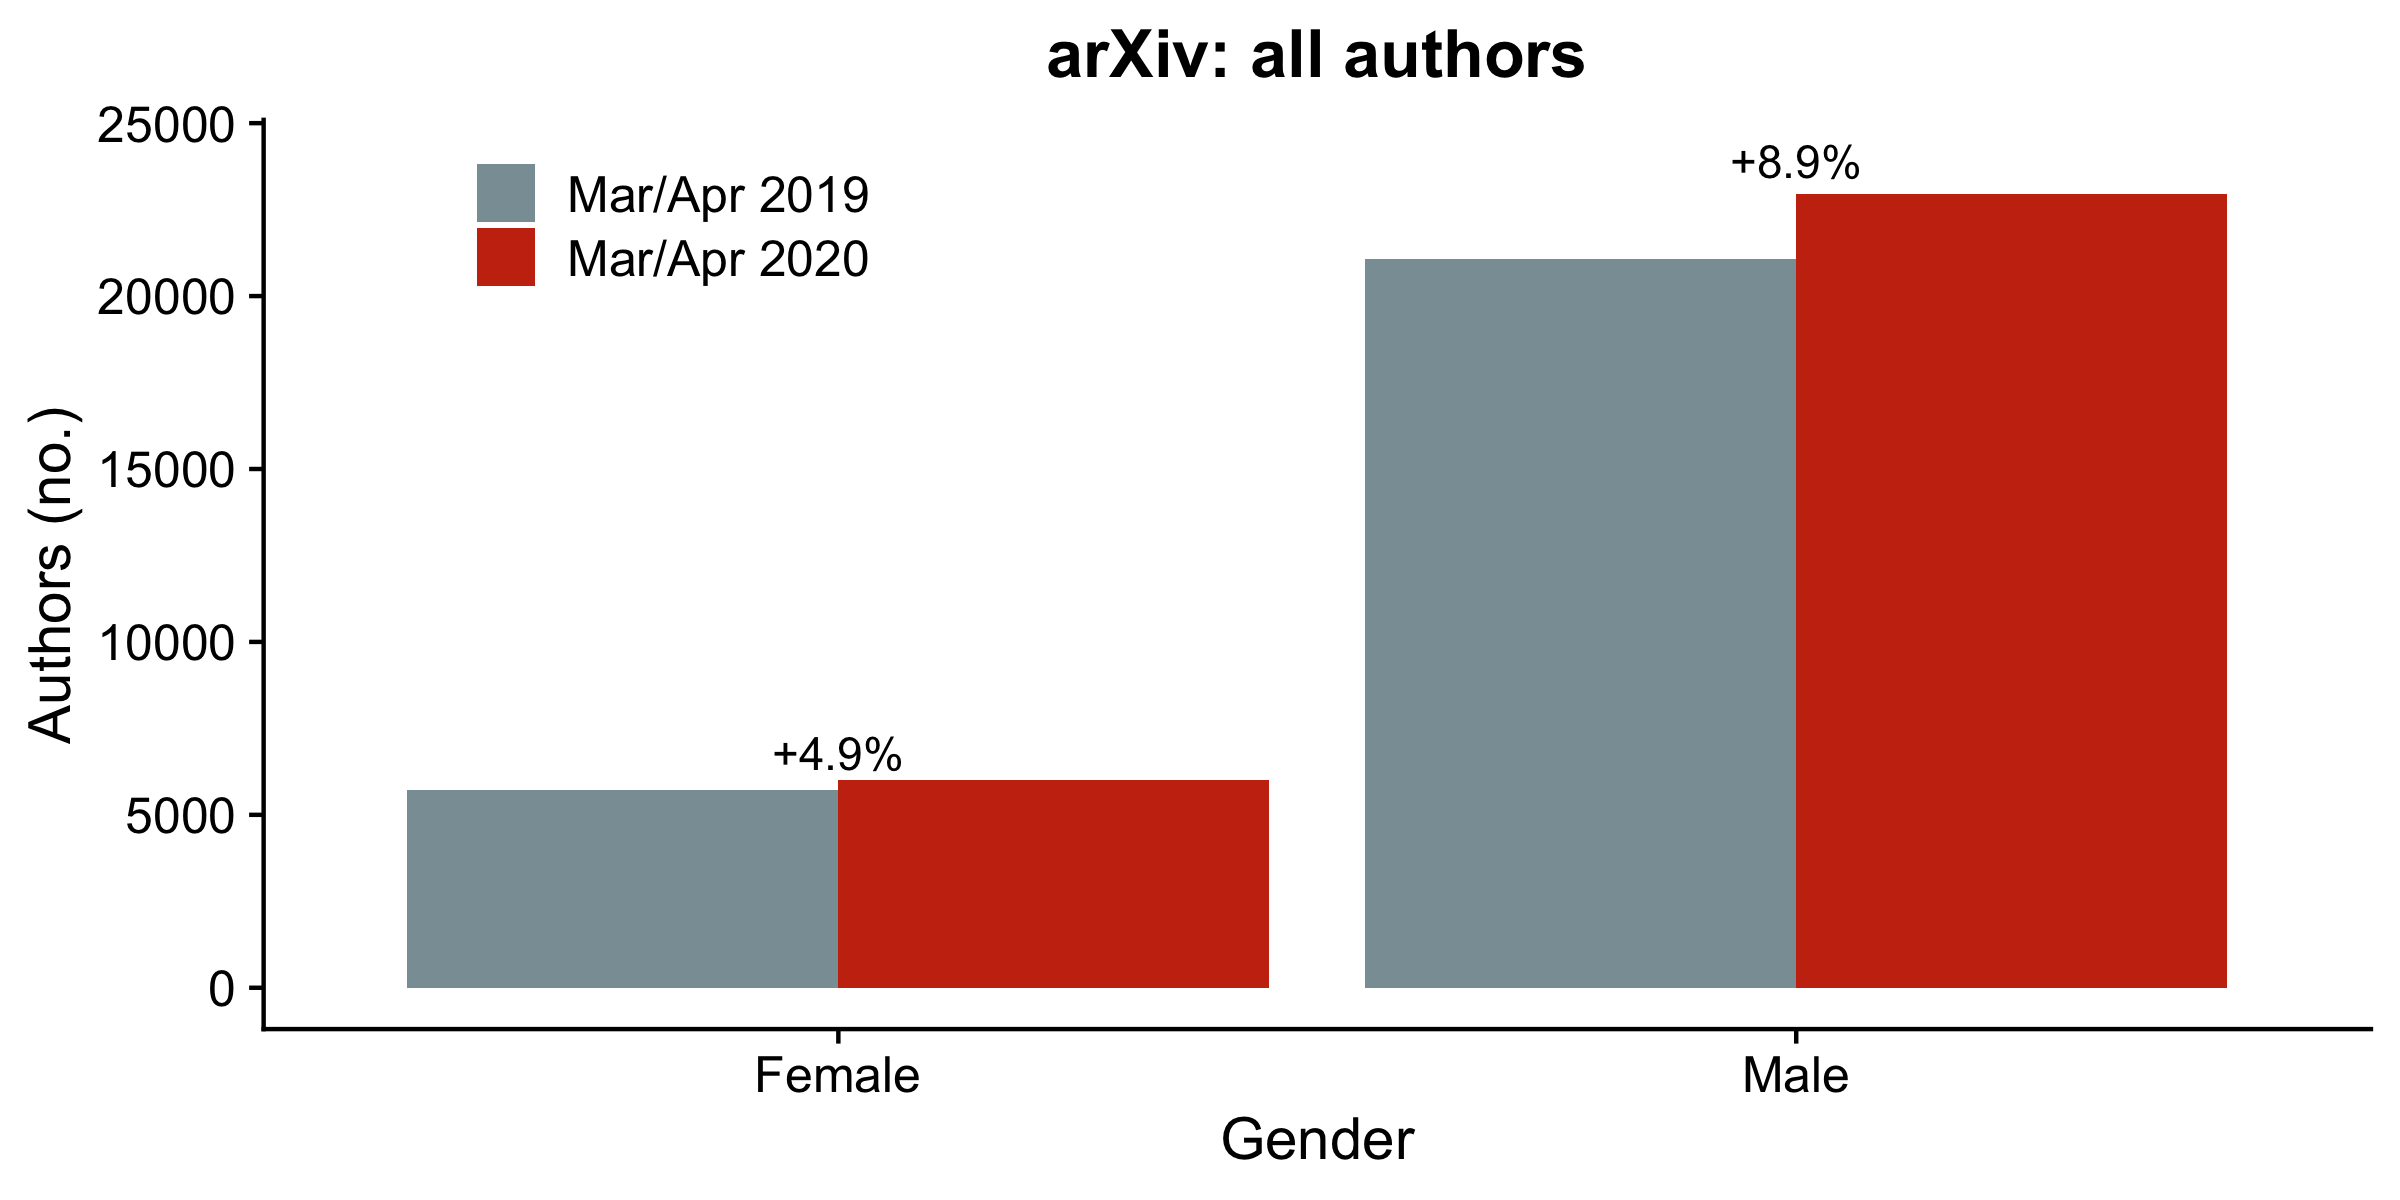 arXiv: all authors
25000
20000
15000
10000
5000
0
Authors (no.)
Mar/Apr 2019
Mar/Apr 2020
+4.9%
+8.9%
Female
Male
Gender